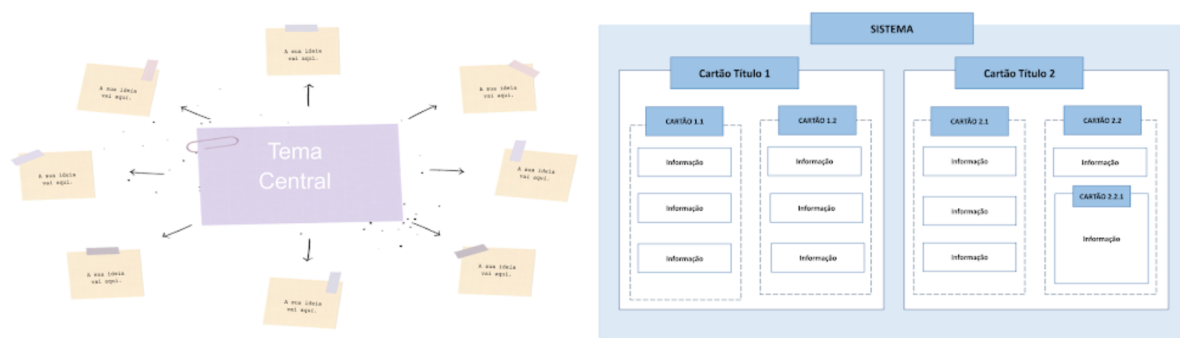 A sua ideia
vai aqui.
A sua ideia
vai aqui.
A sua ideia
vai aqui.
Tema
Central
A sua ideia
vai aqui.
A sua ideia
vai aqui.
A sua ideia
vai aqui.
A sua ideia
vai aqui.
A sua ideia
vai aqui.
SISTEMA
Cartão Título 1
CARTÃO 1.1
Informação
Informação
Informação
CARTÃO 1.2
Informação
Informação
Informação
Cartão Título 2
CARTÃO 2.1
Informação
Informação
Informação
CARTÃO 2.2
Informação
CARTÃO 2.2.1
Informação